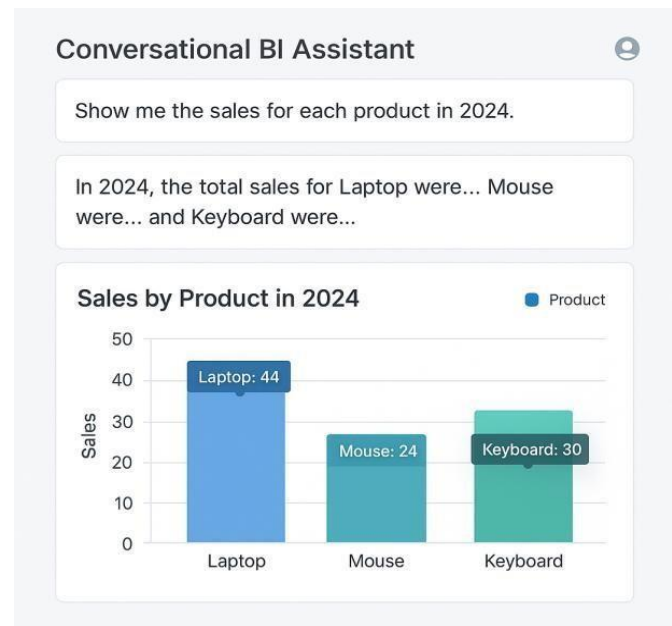 Conversational BI Assistant
Show me the sales for each product in 2024.
In 2024, the total sales for Laptop were... Mouse
were... and Keyboard were...
Sales by Product in 2024
Product
50
40
30
20
10
0
Sales
Laptop: 44
Mouse: 24
Keyboard: 30
Laptop
Mouse
Keyboard